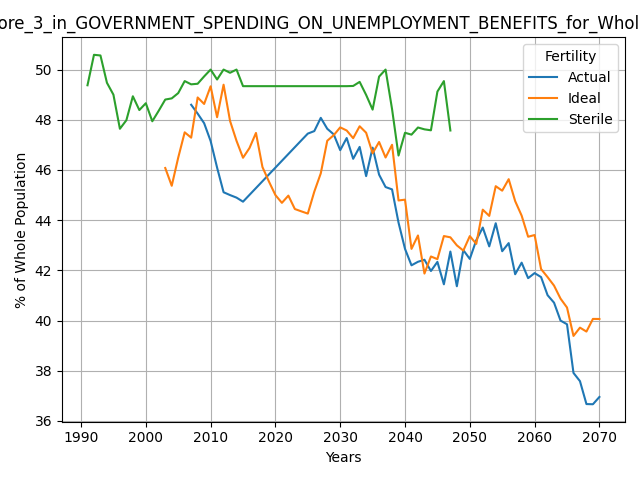 ore_3_in_GOVERNMENT_SPENDING_ON_UNEMPLOYMENT_BENEFITS_for_Whol
Fertility
Actual
Ideal
Sterile
% of Whole Population
50
48
46
44
42
40
38
36
1990 2000 2010 2020 2030 2040 2050 2060 2070
Years